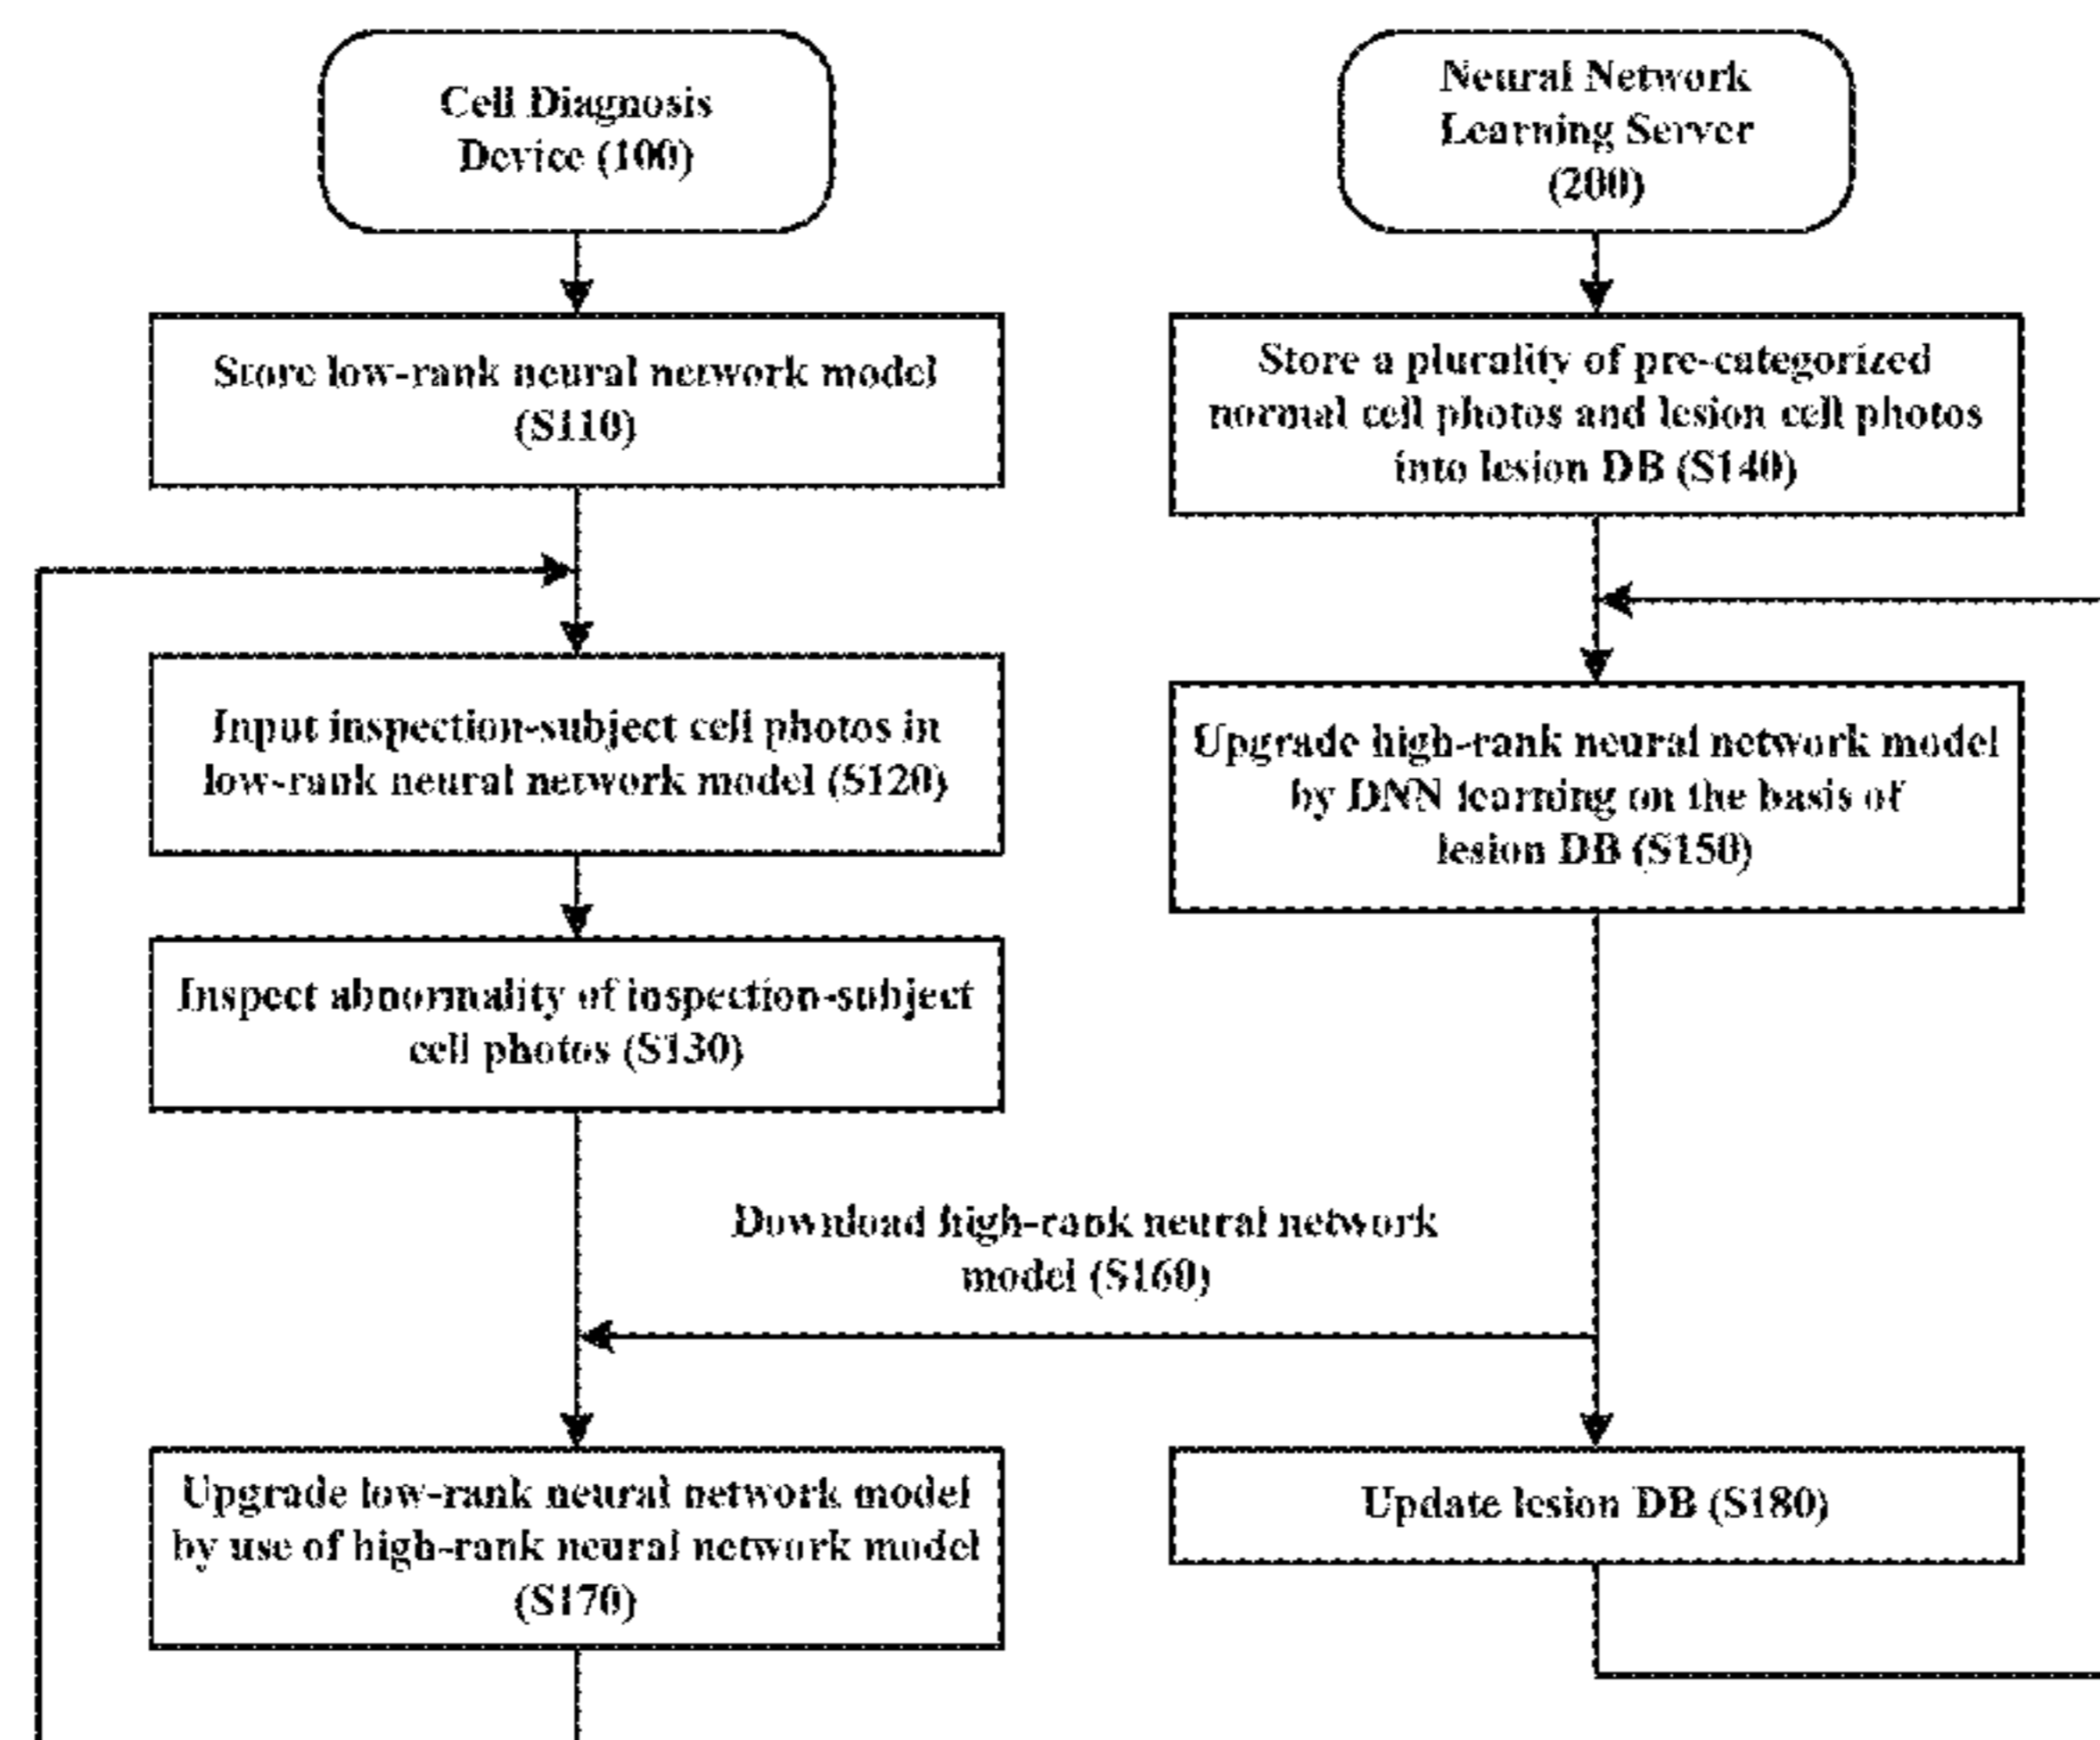 Cell Diagnosis
Device (100)
Store low-rank neural network model
(S110)
Input inspection-subject cell photos in
low-rank neural network model (S120)
Inspect abnormality of inspection-subject
cell photos (S130)
Download high-rank neural network
model (S160)
Upgrade low-rank neural network model
by use of high-rank neural network model
(S170)
Neural Network
Learning Server
(200)
Store a plurality of pre-categorized
normal cell photos and lesion cell photos
into lesion DB (S140)
Upgrade high-rank neural network model
by DNN learning on the basis of
lesion DB (S150)
Update lesion DB (S180)